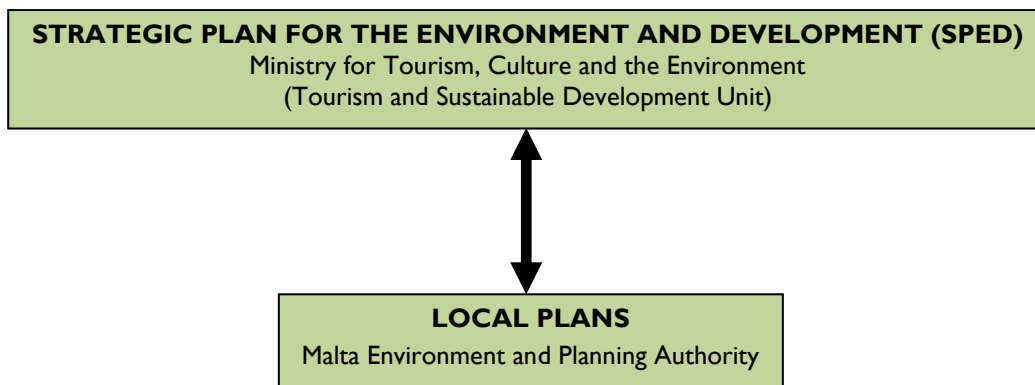 STRATEGIC PLAN FOR THE ENVIRONMENT AND DEVELOPMENT (SPED)
Ministry for Tourism, Culture and the Environment
(Tourism and Sustainable Development Unit)
LOCAL PLANS
Malta Environment and Planning Authority